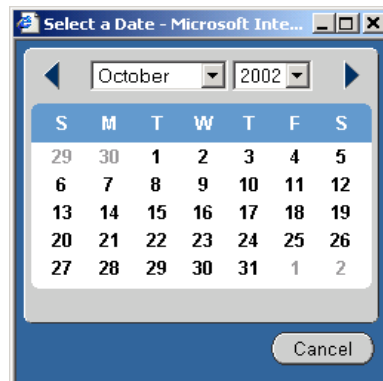 Select a Date - Microsoft Inte...
October 2002
S M T W T F S
29 30 1 2 3 4 5
6 7 8 9 10 11 12
13 14 15 16 17 18 19
20 21 22 23 24 25 26
27 28 29 30 31 1 2
Cancel